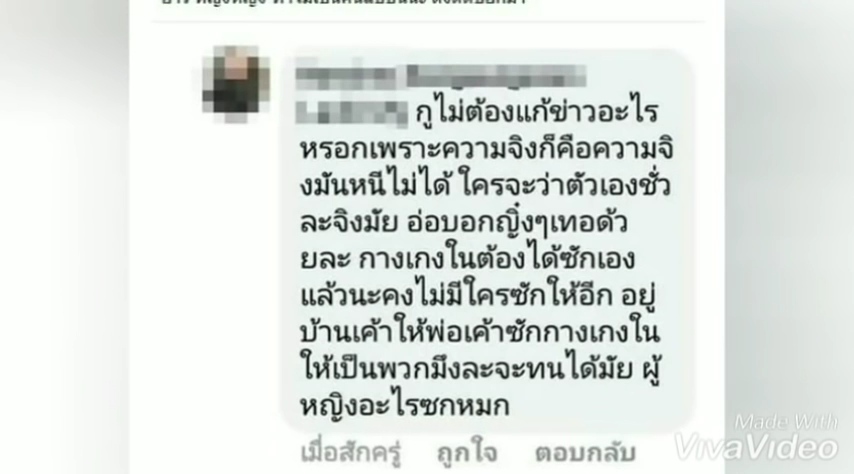 กูไม่ต้องแก้ข่าวอะไร
หรอกเพราะความจิงก็คือความจิ
งมันหนีไม่ได้ ใครจะว่าตัวเองชั่ว
ละจิงมัย อ่อบอกญิ๋งๆเทอด้ว
ยละ กางเกงในต้องได้ซักเอง
แล้วนะคงไม่มีใครซักให้อีก อยู่
บ้านเค้าให้พ่อเค้าซักกางเกงใน
ให้เป็นพวกมึงละจะทนได้มัย ผู้
หญิงอะไรซกหมก
เมื่อสักครู่ ถูกใจ ตอบกลับ
Made With
VivaVideo